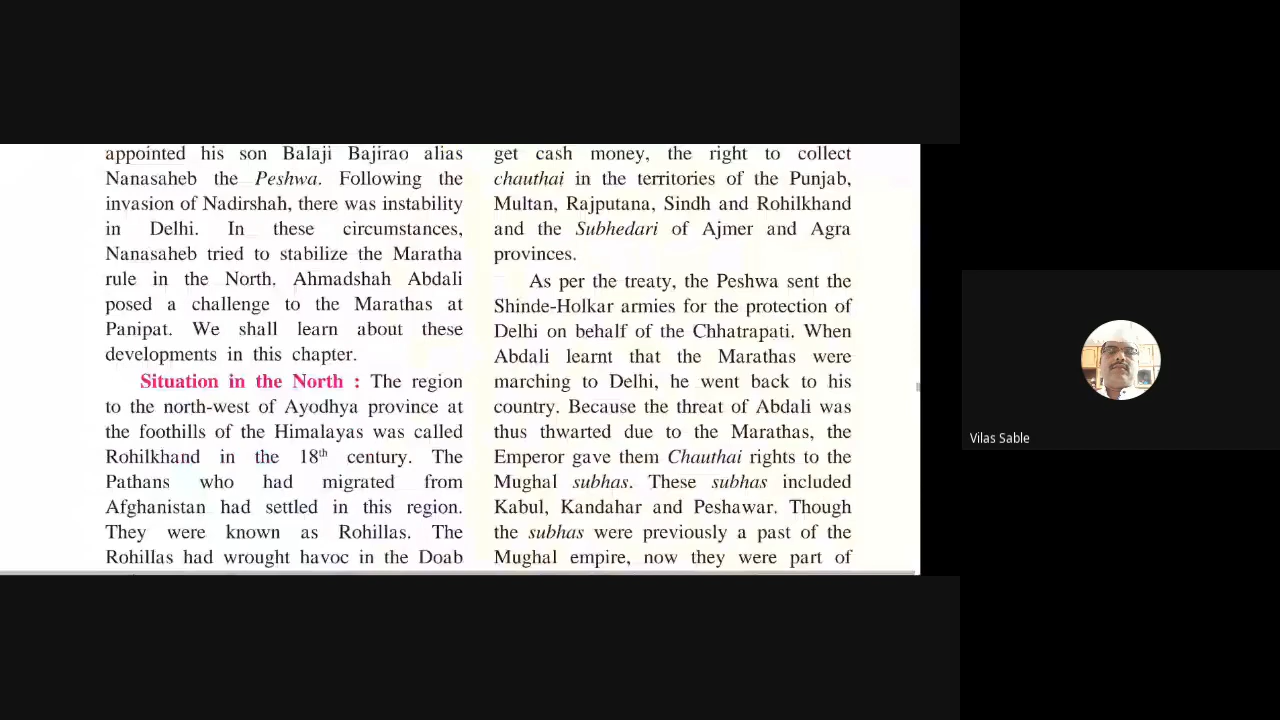 appointed his son Balaji Bajirao alias
Nanasaheb the Peshwa. Following the
invasion of Nadirshah, there was instability
in Delhi. In these circumstances,
Nanasaheb tried to stabilize the Maratha
rule in the North. Ahmadshah Abdali
posed a challenge to the Marathas at
Panipat. We shall learn about these
developments in this chapter.
Situation in the North : The region
to the north-west of Ayodhya province at
the foothills of the Himalayas was called
Rohilkhand in the 18th century. The
Pathans who had migrated from
Afghanistan had settled in this region.
They were known as Rohillas. The
Rohillas had wrought havoc in the Doab
get cash money, the right to collect
chauthai in the territories of the Punjab,
Multan, Rajputana, Sindh and Rohilkhand
and the Subhedari of Ajmer and Agra
provinces.
As per the treaty, the Peshwa sent the
Shinde-Holkar armies for the protection of
Delhi on behalf of the Chhatrapati. When
Abdali learnt that the Marathas were
marching to Delhi, he went back to his
country. Because the threat of Abdali was
thus thwarted due to the Marathas, the
Emperor gave them Chauthai rights to the
Mughal subhas. These subhas included
Kabul, Kandahar and Peshawar. Though
the subhas were previously a past of the
Mughal empire, now they were part of
Vilas Sable